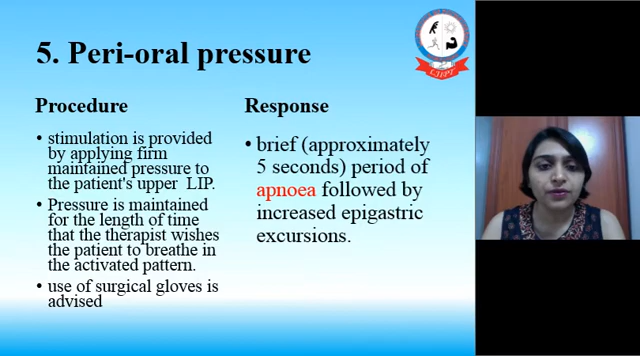 5. Peri-oral pressure
Procedure
• stimulation is provided
by applying firm
maintained pressure to
the patient's upper LIP.
• Pressure is maintained
for the length of time
that the therapist wishes
the patient to breathe in
the activated pattern.
• use of surgical gloves is
advised
Response
• brief (approximately
5 seconds) period of
apnoea followed by
increased epigastric
excursions.